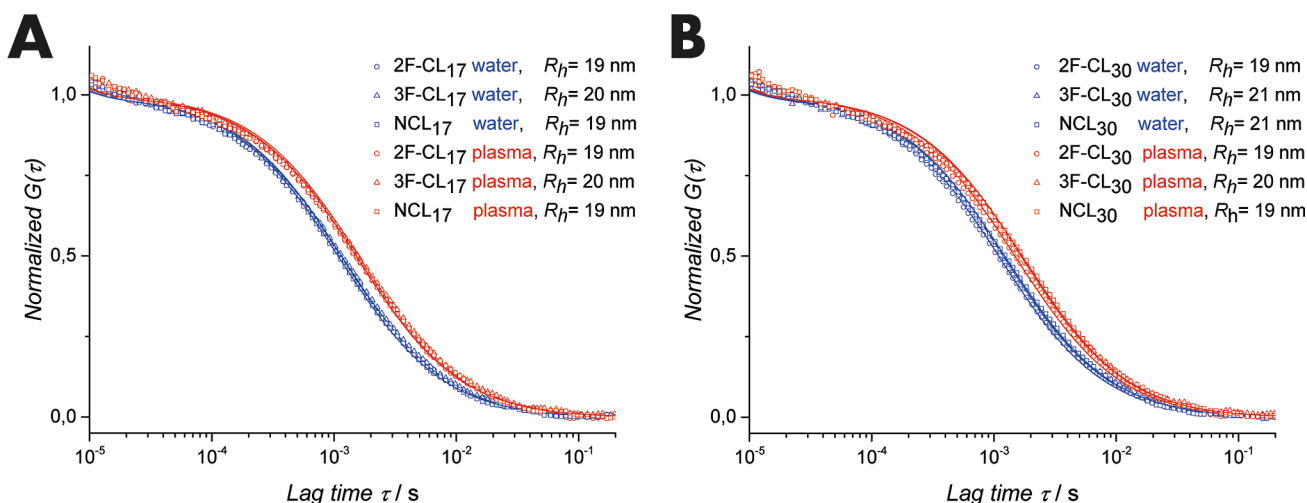 A
2F-CL17 water, Rh= 19 nm
3F-CL17 water, Rh= 20 nm
NCL17 water, Rh= 19 nm
2F-CL17 plasma, Rh= 19 nm
3F-CL17 plasma, Rh= 20 nm
NCL17 plasma, Rh= 19 nm
1,0
0,5
0,0
Normalized G(τ)
10-5
10-4
10-3
10-2
10-1
Lag time τ / s
B
2F-CL30 water, Rh= 19 nm
3F-CL30 water, Rh= 21 nm
NCL30 water, Rh= 21 nm
2F-CL30 plasma, Rh= 19 nm
3F-CL30 plasma, Rh= 20 nm
NCL30 plasma, Rh= 19 nm
1,0
0,5
0,0
Normalized G(τ)
10-5
10-4
10-3
10-2
10-1
Lag time τ / s